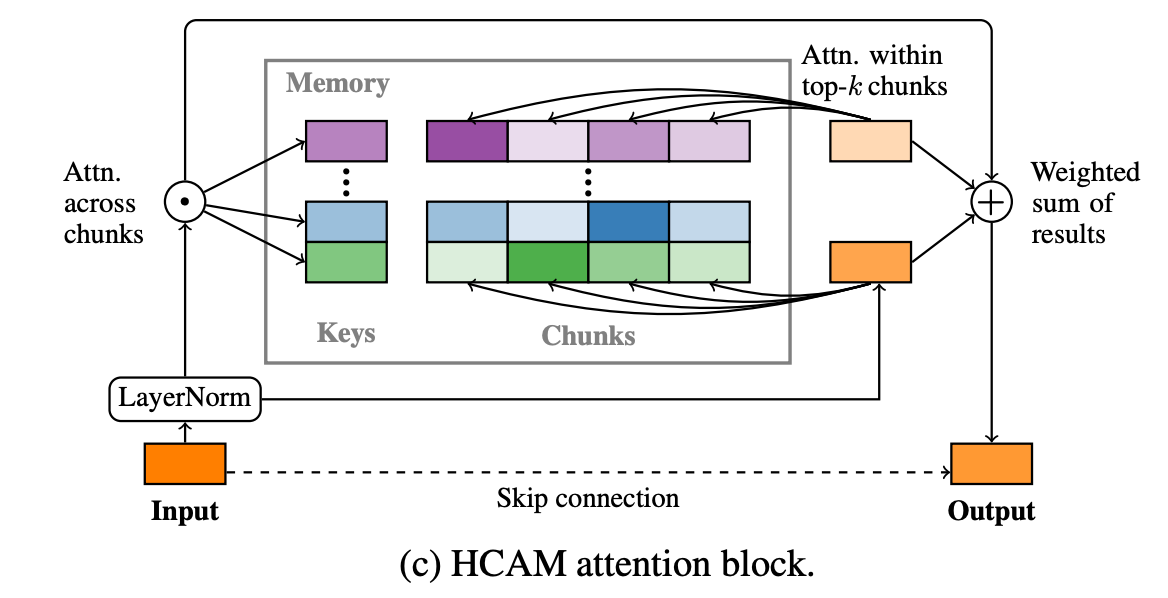 Memory
Attn. within
top-k chunks
Attn.
across
chunks
Weighted
sum of
results
Keys
Chunks
LayerNorm
Input
Skip connection
Output
(c) HCAM attention block.